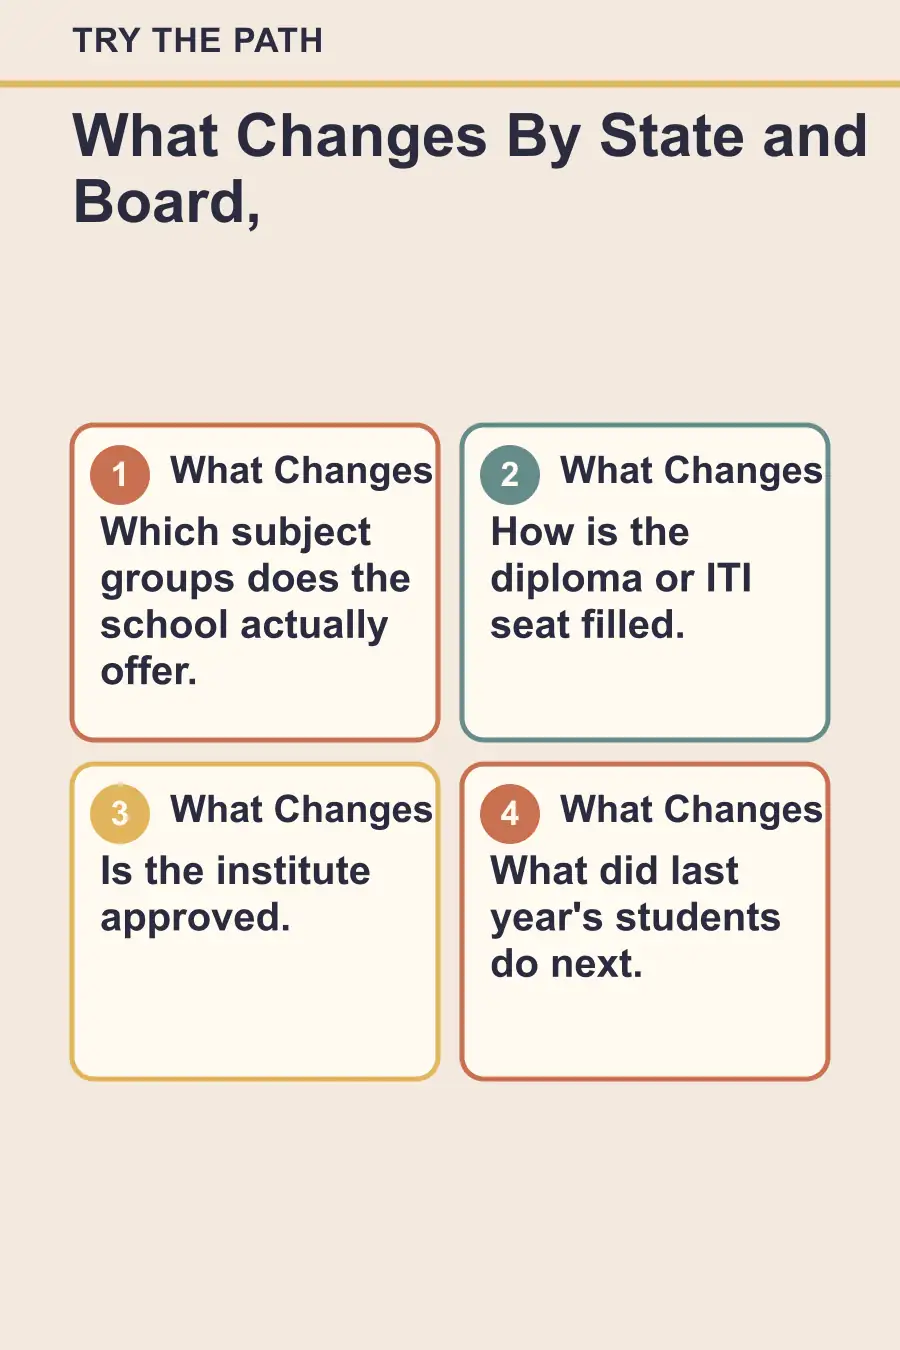 TRY THE PATH
What Changes By State and
Board,
1 What Changes
Which subject
groups does the
school actually
offer.
2 What Changes
How is the
diploma or ITI
seat filled.
3 What Changes
Is the institute
approved.
4 What Changes
What did last
year's students
do next.